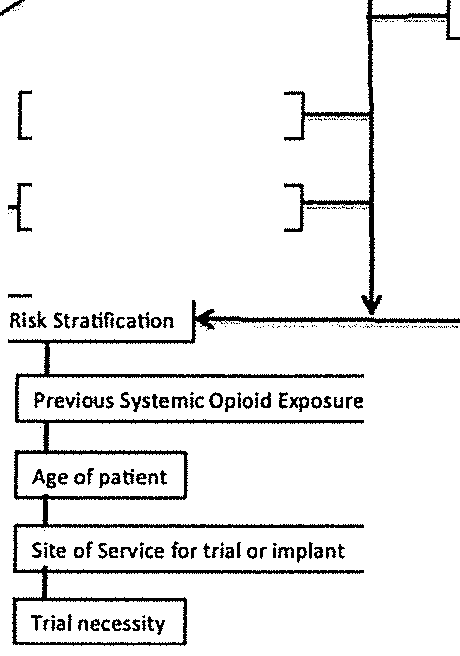 Risk Stratification
Previous Systemic Opioid Exposure
Age of patient
Site of Service for trial or implant
Trial necessity